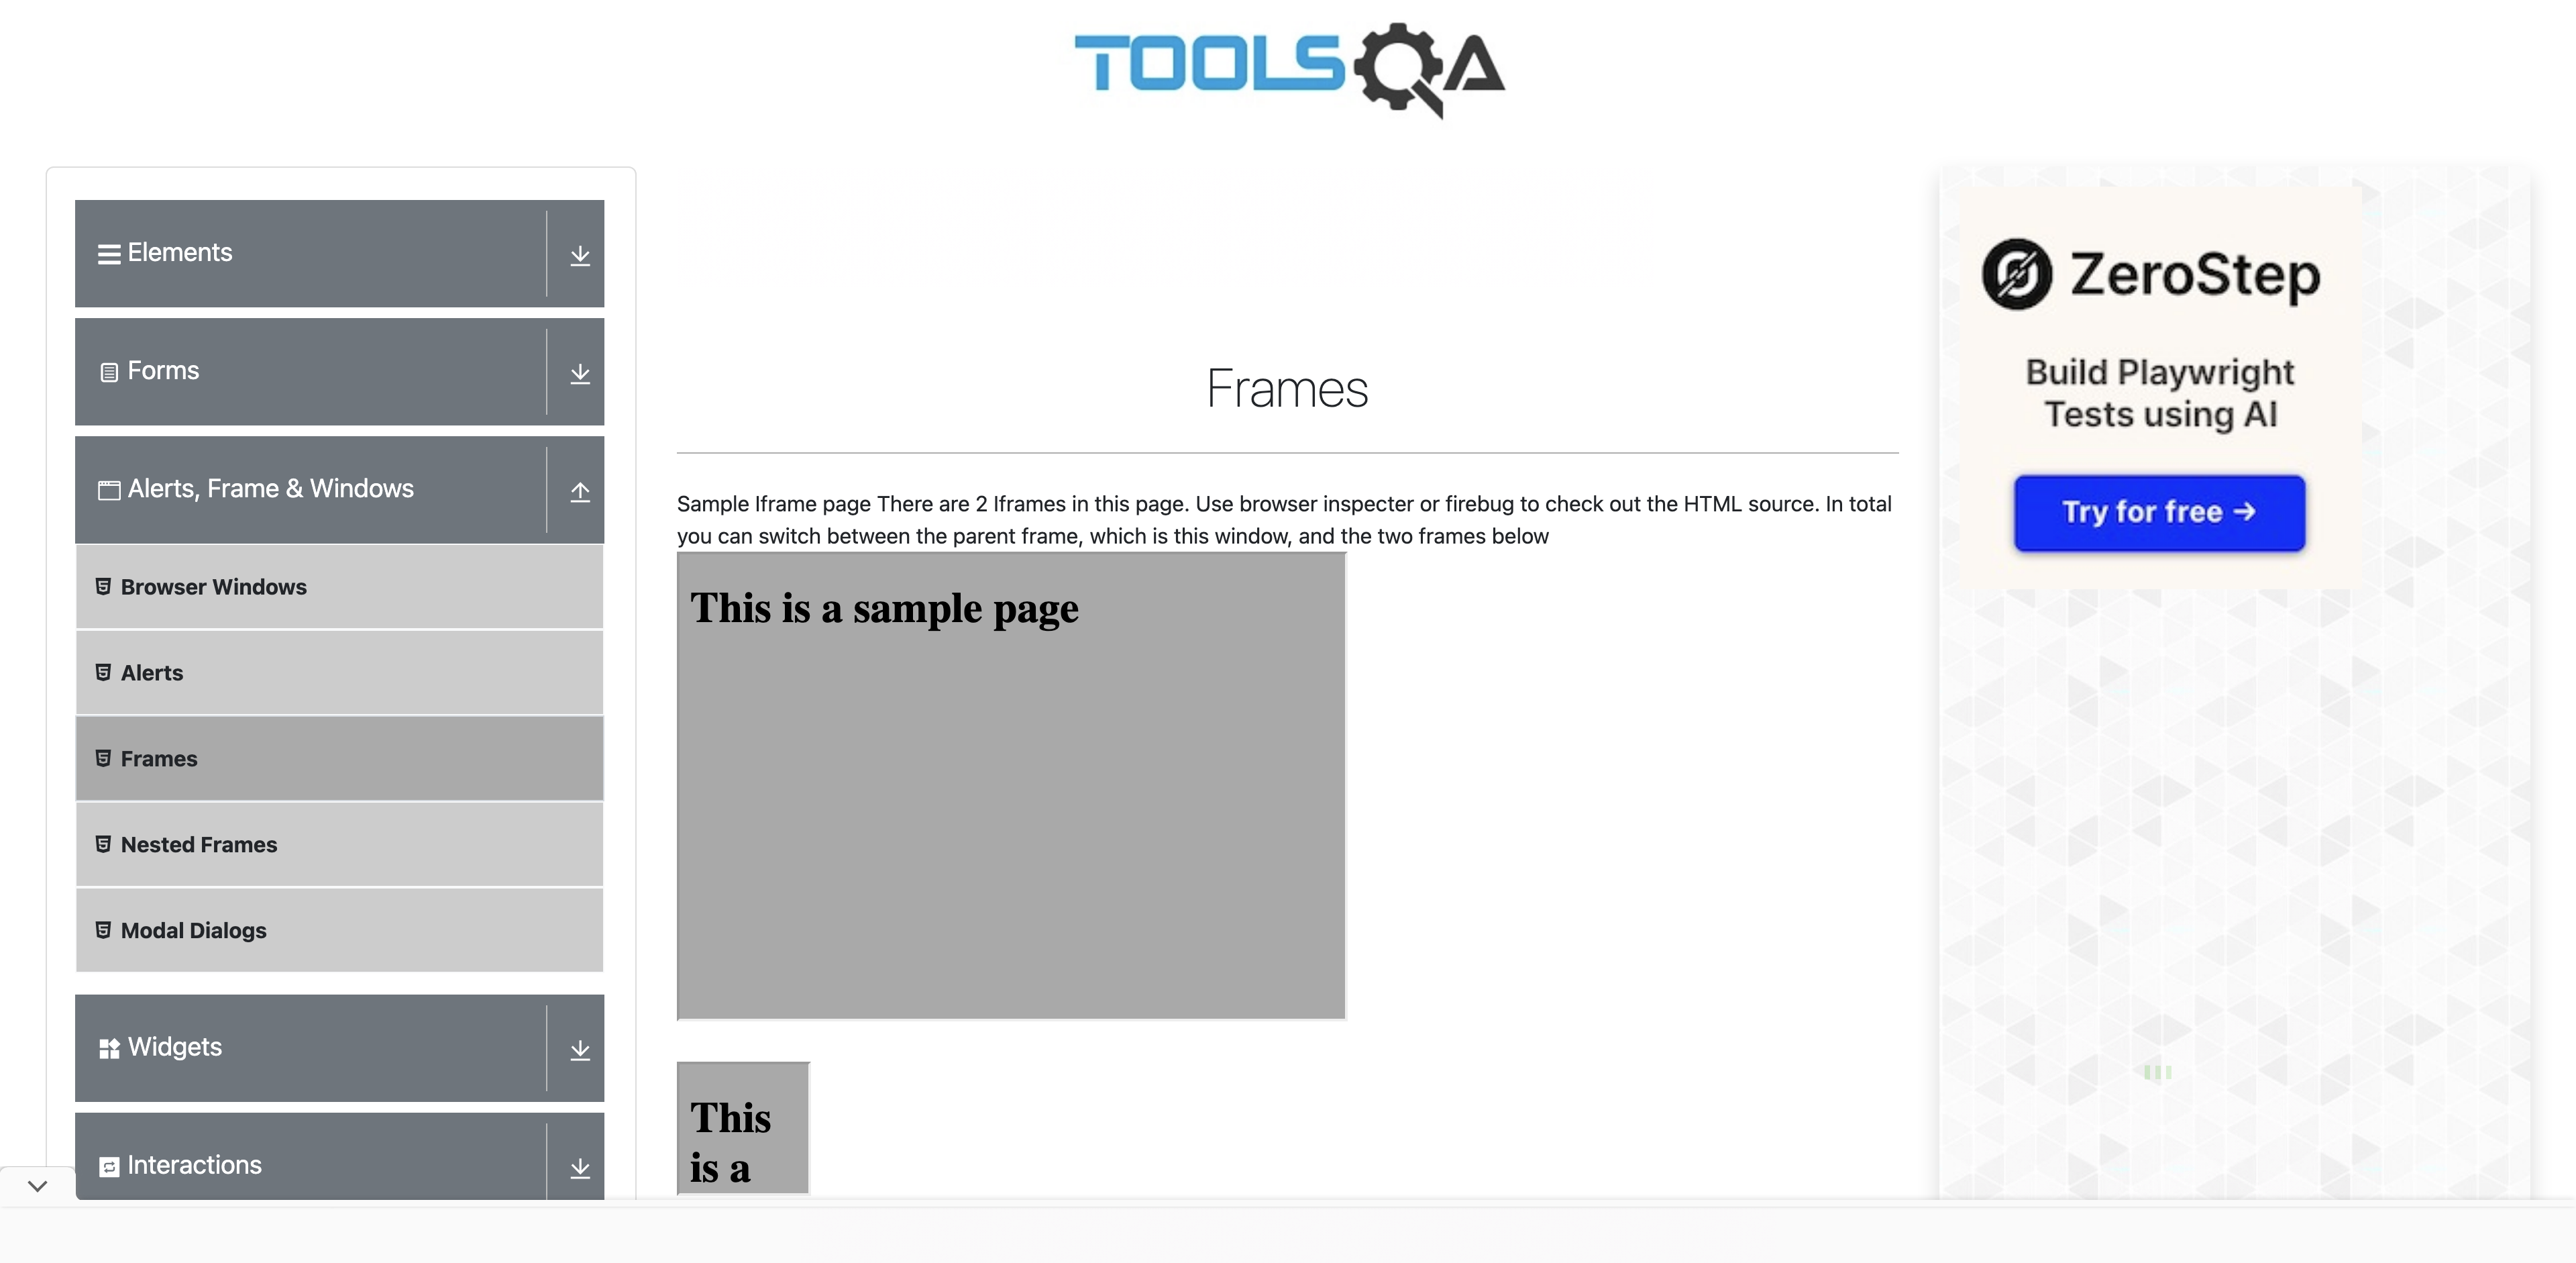 TOOLSQA
Elements
Forms
Alerts, Frame & Windows
Browser Windows
Alerts
Frames
Nested Frames
Modal Dialogs
Widgets
Interactions
Frames
Sample Iframe page There are 2 Iframes in this page. Use browser inspecter or firebug to check out the HTML source. In total
you can switch between the parent frame, which is this window, and the two frames below
This is a sample page
This
is a
ZeroStep
Build Playwright
Tests using AI
Try for free →